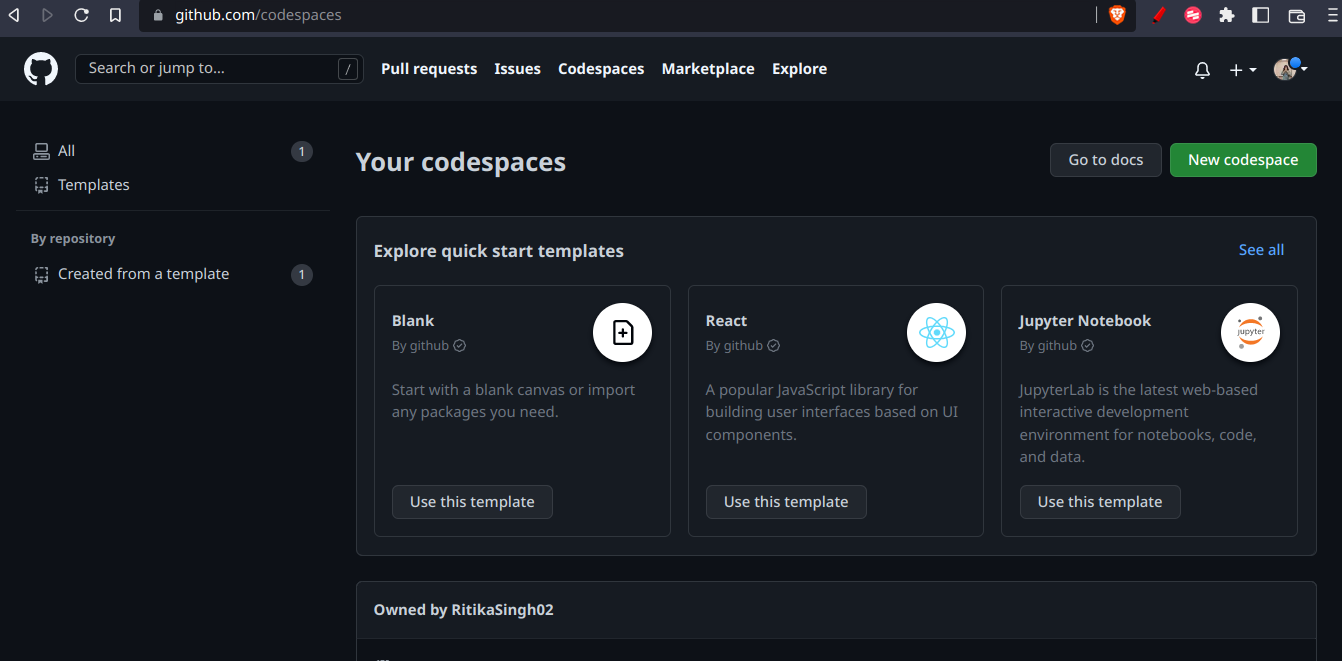 github.com/codespaces
Search or jump to... /
Pull requests Issues Codespaces Marketplace Explore
All 1
Templates
By repository
Created from a template 1
Your codespaces
Go to docs New codespace
Explore quick start templates See all
Blank
By github
Start with a blank canvas or import
any packages you need.
Use this template
React
By github
A popular JavaScript library for
building user interfaces based on UI
components.
Use this template
Jupyter Notebook
By github
jupyter
JupyterLab is the latest web-based
interactive development
environment for notebooks, code,
and data.
Use this template
Owned by RitikaSingh02